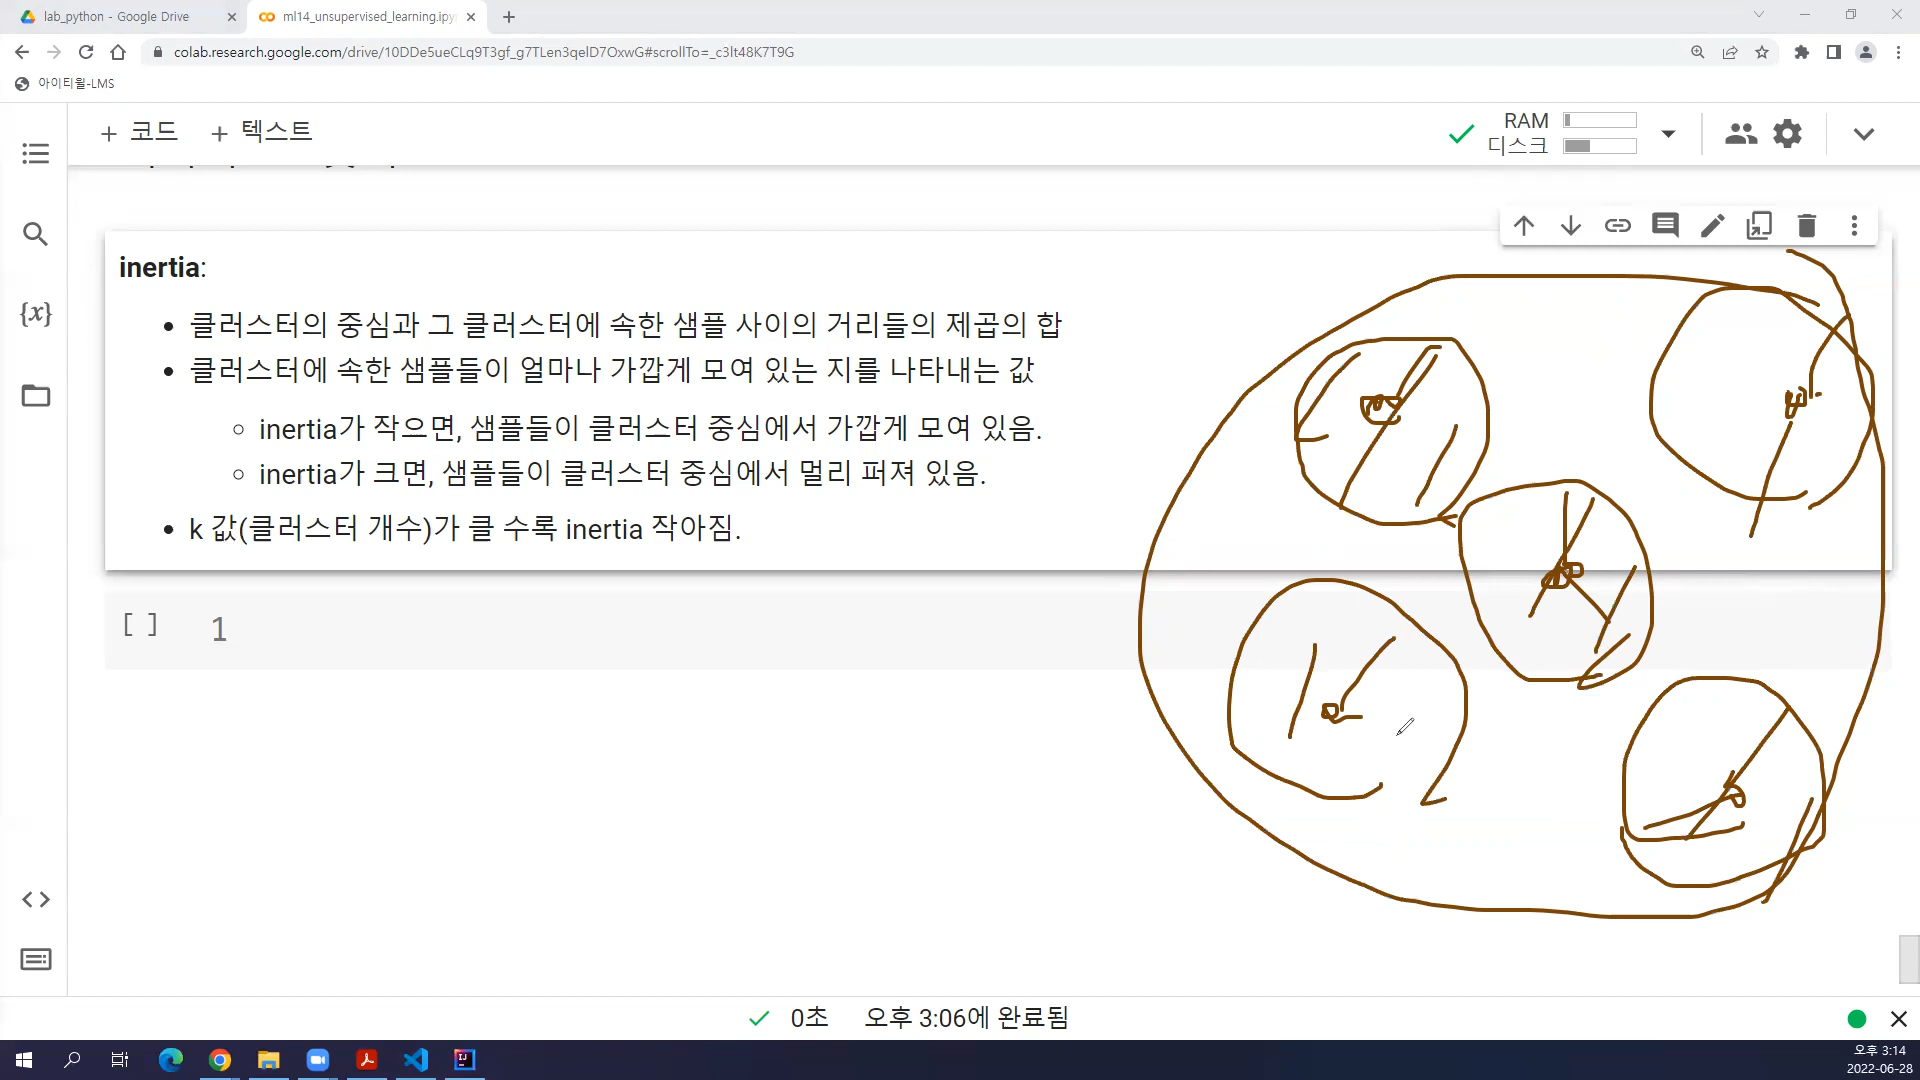 lab_python - Google Drive
ml14_unsupervised_learning.ipy
colab.research.google.com/drive/10DDe5ueCLq9T3gf_g7TLen3qelD7OxwG#scrollTo=_c3lt48K7T9G
아이티윌-LMS
+ 코드 + 텍스트
RAM
디스크
{x}
inertia:
• 클러스터의 중심과 그 클러스터에 속한 샘플 사이의 거리들의 제곱의 합
• 클러스터에 속한 샘플들이 얼마나 가깝게 모여 있는 지를 나타내는 값
◦ inertia가 작으면, 샘플들이 클러스터 중심에서 가깝게 모여 있음.
◦ inertia가 크면, 샘플들이 클러스터 중심에서 멀리 퍼져 있음.
• k 값(클러스터 개수)가 클 수록 inertia 작아짐.
[ ] 1
0초 오후 3:06에 완료됨
오후 3:14
2022-06-28